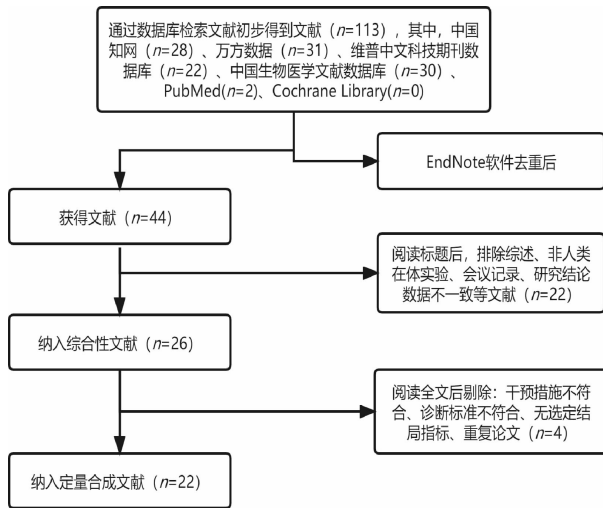 通过数据库检索文献初步得到文献（n=113），其中，中国
知网（n=28）、万方数据（n=31）、维普中文科技期刊数
据库（n=22）、中国生物医学文献数据库（n=30）、
PubMed(n=2)、Cochrane Library(n=0)
EndNote软件去重后
获得文献（n=44）
阅读标题后，排除综述、非人类
在体实验、会议记录、研究结论
数据不一致等文献（n=22）
纳入综合性文献（n=26）
阅读全文后剔除：干预措施不符
合、诊断标准不符合、无选定结
局指标、重复论文（n=4）
纳入定量合成文献（n=22）